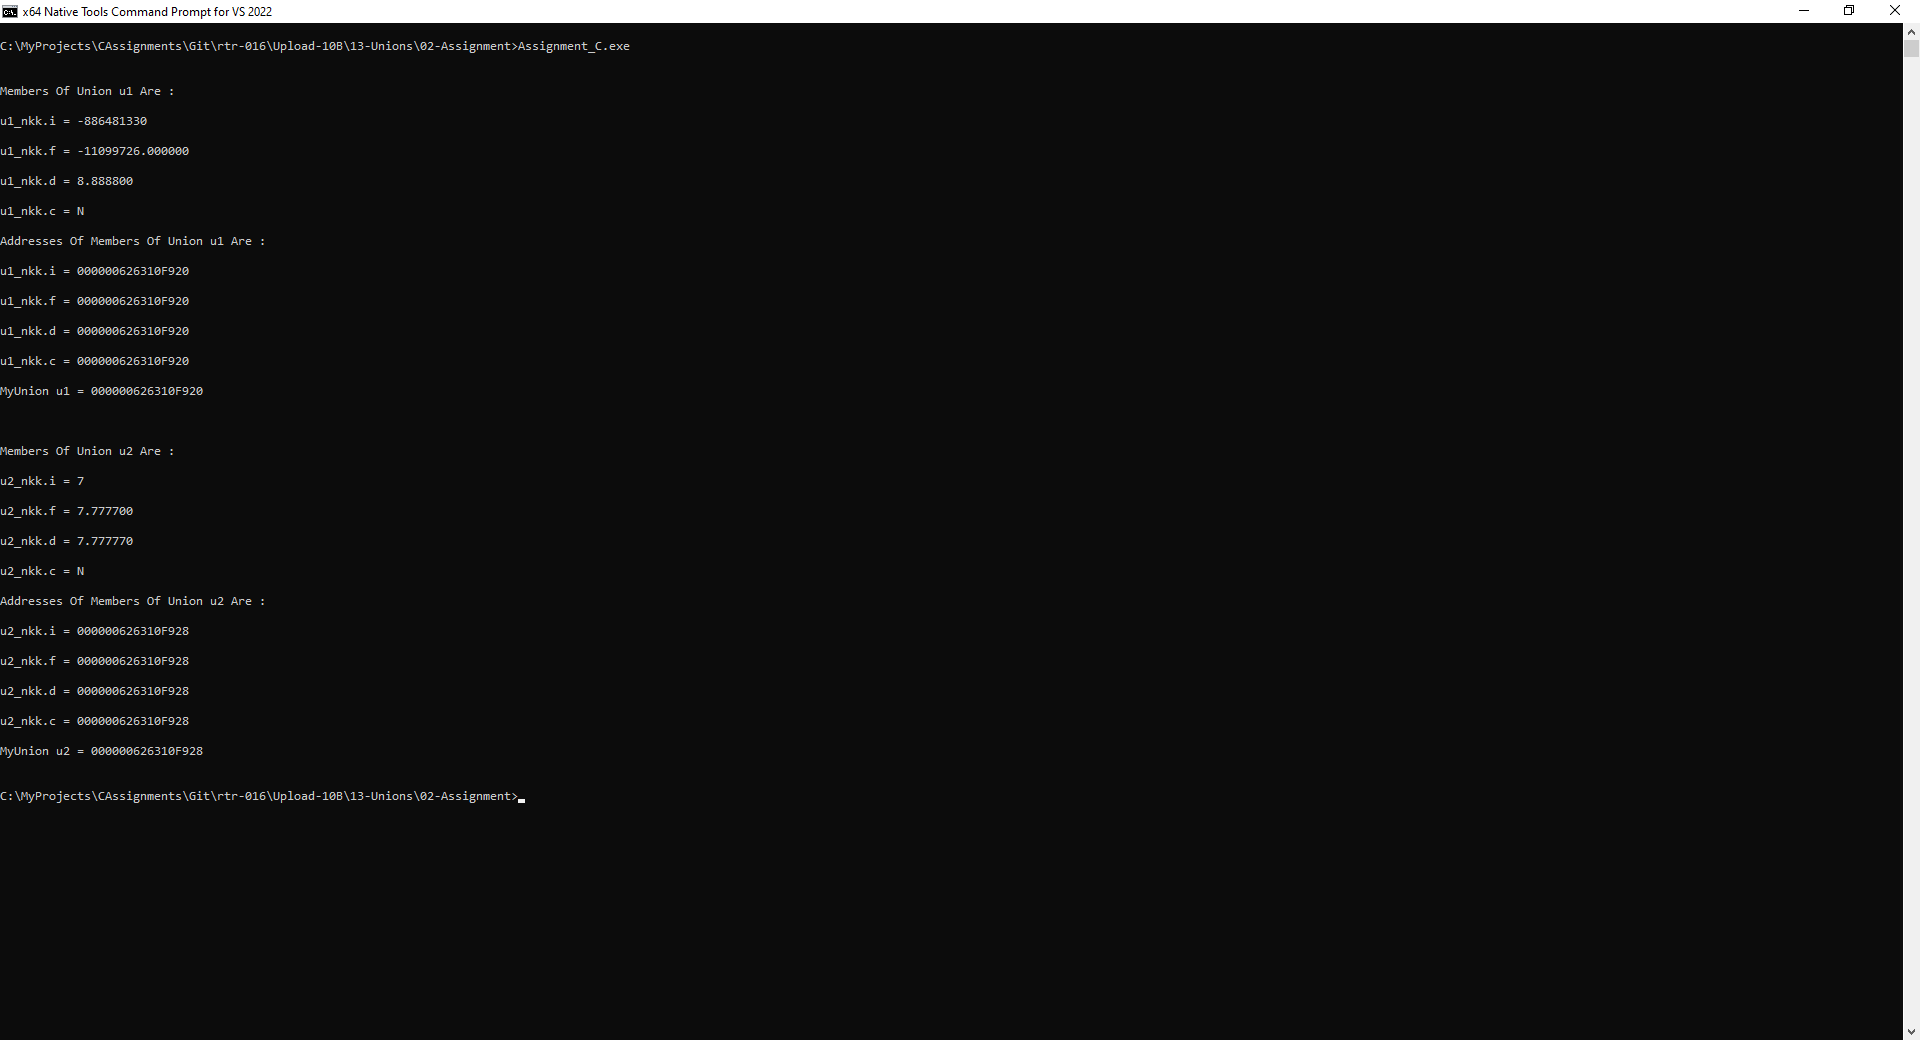 x64 Native Tools Command Prompt for VS 2022
C:\MyProjects\CAssignments\Git\rtr-016\Upload-10B\13-Unions\02-Assignment>Assignment_C.exe
Members Of Union u1 Are :
u1_nkk.i = -886481330
u1_nkk.f = -11099726.000000
u1_nkk.d = 8.888800
u1_nkk.c = N
Addresses Of Members Of Union u1 Are :
u1_nkk.i = 000000626310F920
u1_nkk.f = 000000626310F920
u1_nkk.d = 000000626310F920
u1_nkk.c = 000000626310F920
MyUnion u1 = 000000626310F920
Members Of Union u2 Are :
u2_nkk.i = 7
u2_nkk.f = 7.777700
u2_nkk.d = 7.777770
u2_nkk.c = N
Addresses Of Members Of Union u2 Are :
u2_nkk.i = 000000626310F928
u2_nkk.f = 000000626310F928
u2_nkk.d = 000000626310F928
u2_nkk.c = 000000626310F928
MyUnion u2 = 000000626310F928
C:\MyProjects\CAssignments\Git\rtr-016\Upload-10B\13-Unions\02-Assignment>